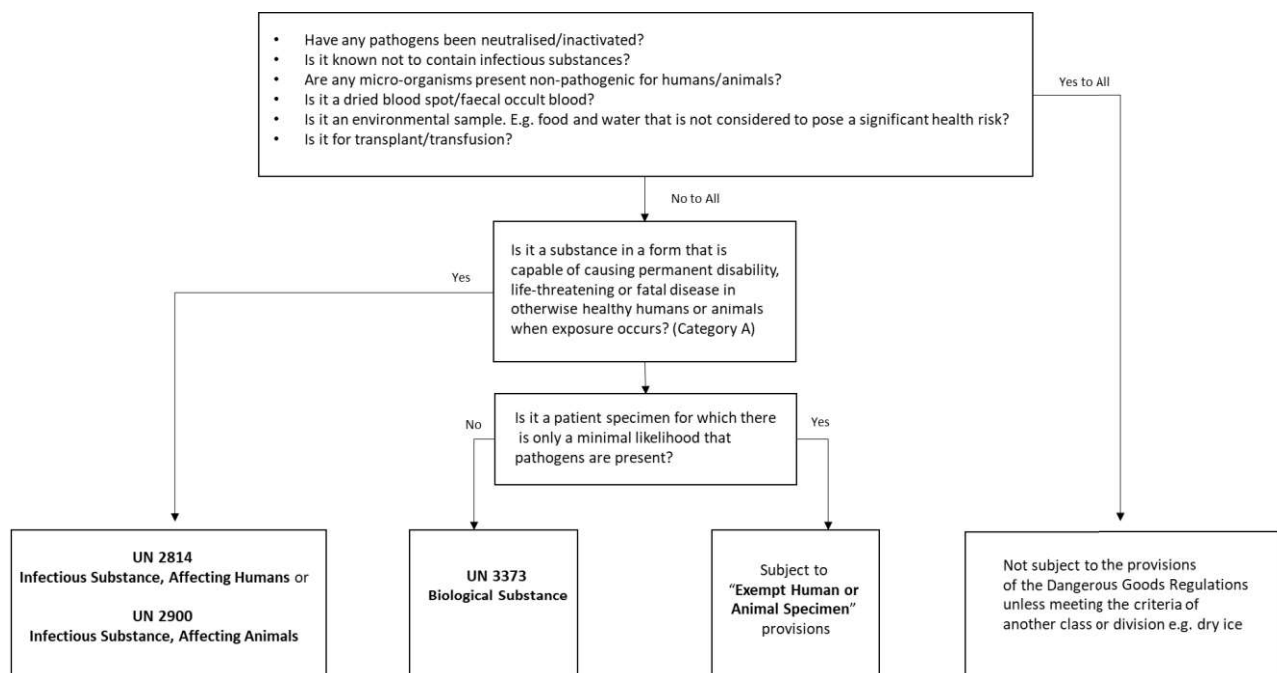 • Have any pathogens been neutralised/inactivated?
• Is it known not to contain infectious substances?
• Are any micro-organisms present non-pathogenic for humans/animals?
• Is it a dried blood spot/faecal occult blood?
• Is it an environmental sample. E.g. food and water that is not considered to pose a significant health risk?
• Is it for transplant/transfusion?
Yes to All
No to All
Is it a substance in a form that is
capable of causing permanent disability,
life-threatening or fatal disease in
otherwise healthy humans or animals
when exposure occurs? (Category A)
Yes
Is it a patient specimen for which there
is only a minimal likelihood that
pathogens are present?
No
Yes
UN 2814
Infectious Substance, Affecting Humans or
UN 2900
Infectious Substance, Affecting Animals
UN 3373
Biological Substance
Subject to
“Exempt Human or
Animal Specimen”
provisions
Not subject to the provisions
of the Dangerous Goods Regulations
unless meeting the criteria of
another class or division e.g. dry ice